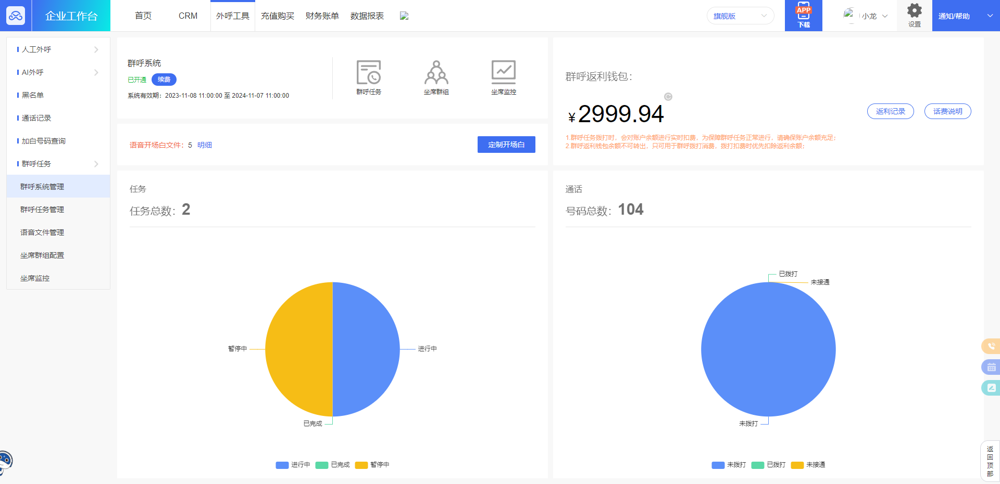 企业工作台
首页
CRM
外呼工具
充值购买
财务账单
数据报表
旗舰版
APP
下载
小龙
设置
通知/帮助
人工外呼
AI外呼
黑名单
通话记录
加白号码查询
群呼任务
群呼系统管理
群呼任务管理
语音文件管理
坐席群组配置
坐席监控
群呼系统
已开通
续费
系统有效期：2023-11-08 11:00:00 至 2024-11-07 11:00:00
群呼任务
坐席群组
坐席监控
语音开场白文件：5 明细
定制开场白
群呼返利钱包：
¥2999.94
返利记录
话费说明
1.群呼任务拨打时，会对账户余额进行实时扣费，为保障群呼任务正常进行，请确保账户余额充足；
2.群呼返利钱包余额不可转出，只可用于群呼拨打消费，拨打扣费时优先扣除返利余额；
任务
任务总数：2
暂停中
进行中
已完成
进行中 已完成 暂停中
通话
号码总数：104
已拨打
未接通
未拨打
未拨打 已拨打 未接通
返
回
顶
部